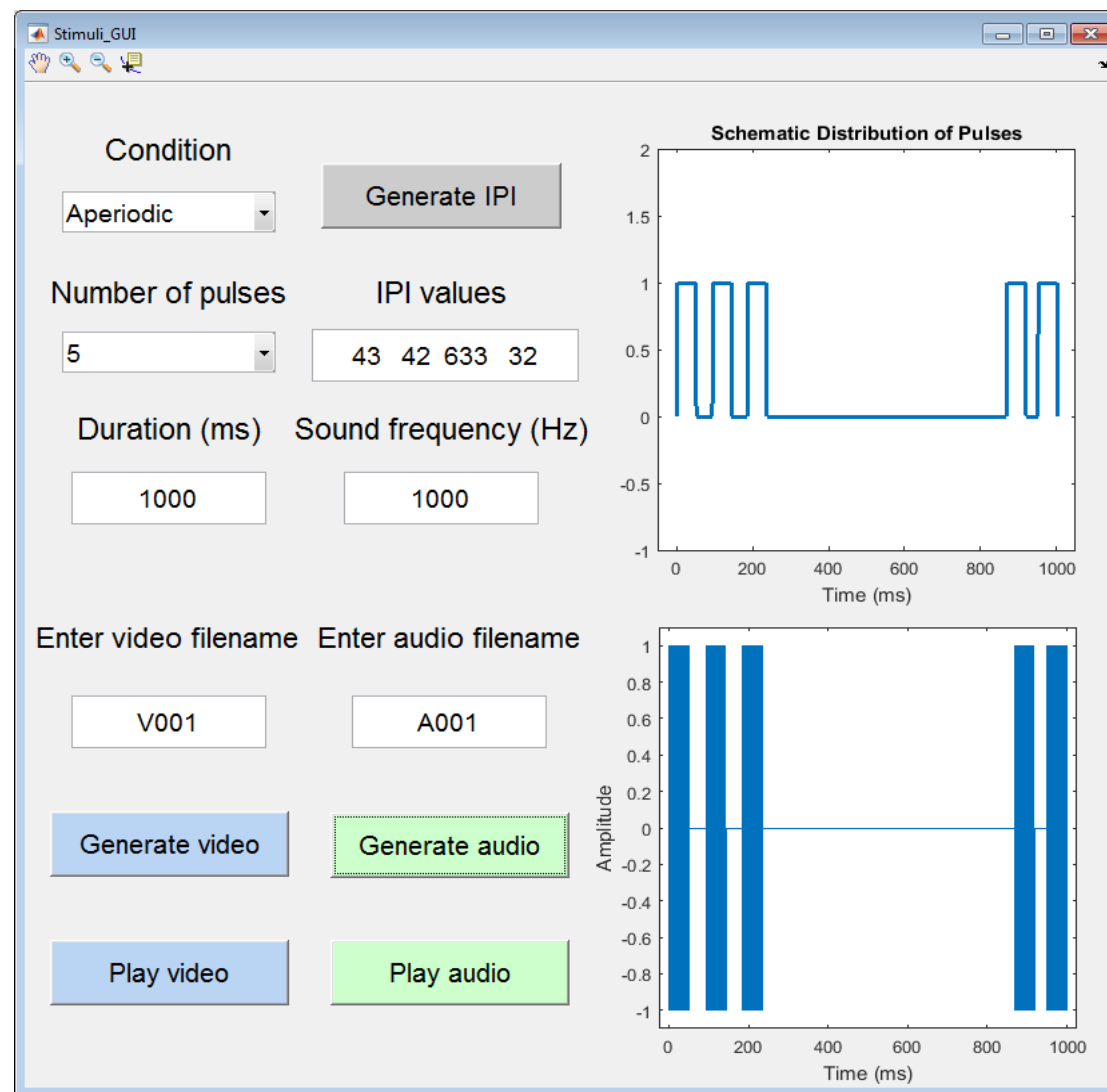 Stimuli_GUI
Condition
Generate IPI
Aperiodic
Number of pulses
IPI values
5
43 42 633 32
Duration (ms)
Sound frequency (Hz)
1000
1000
Enter video filename
Enter audio filename
V001
A001
Generate video
Generate audio
Play video
Play audio
Schematic Distribution of Pulses
2
1.5
1
0.5
0
-0.5
-1
0 200 400 600 800 1000
Time (ms)
Amplitude
1
0.8
0.6
0.4
0.2
0
-0.2
-0.4
-0.6
-0.8
-1
0 200 400 600 800 1000
Time (ms)